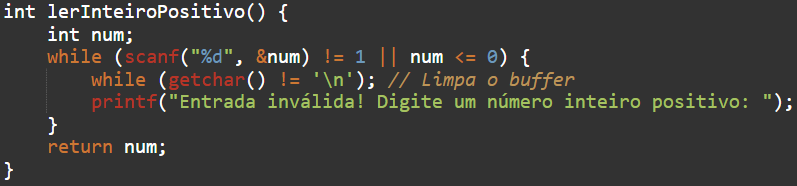 int lerInteiroPositivo() {
    int num;
    while (scanf("%d", &num) != 1 || num <= 0) {
        while (getchar() != '\n'); // Limpa o buffer
        printf("Entrada inválida! Digite um número inteiro positivo: ");
    }
    return num;
}